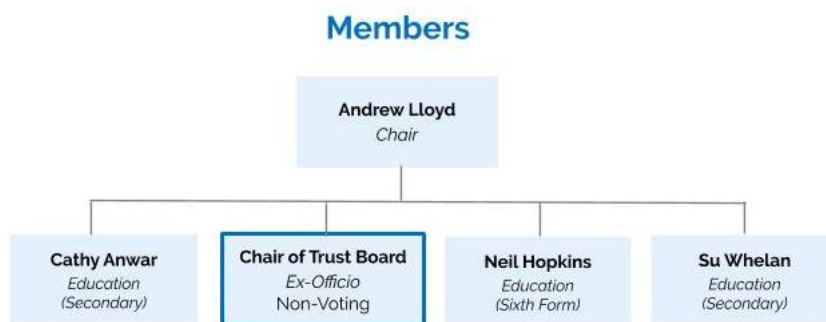 Members
Andrew Lloyd
Chair
Cathy Anwar
Education
(Secondary)
Chair of Trust Board
Ex-Officio
Non-Voting
Neil Hopkins
Education
(Sixth Form)
Su Whelan
Education
(Secondary)